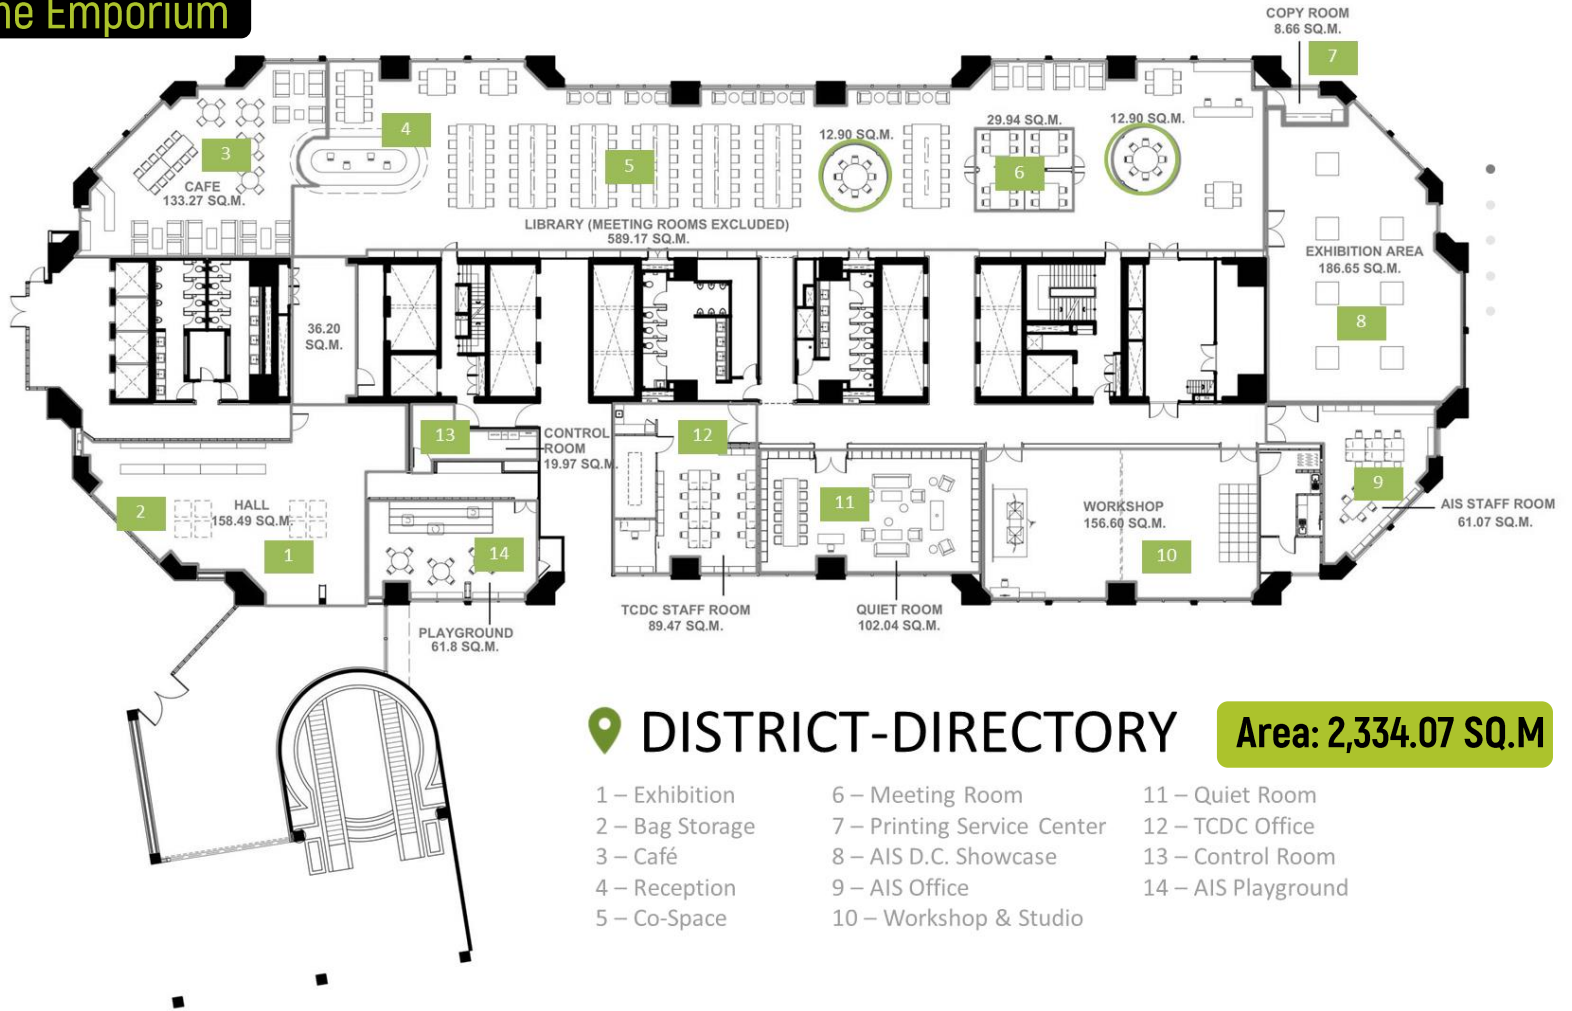 he Emporium
COPY ROOM
8.66 SQ.M.
7
4
3
CAFE
133.27 SQ.M.
5
12.90 SQ.M.
29.94 SQ.M.
6
12.90 SQ.M.
LIBRARY (MEETING ROOMS EXCLUDED)
589.17 SQ.M.
EXHIBITION AREA
186.65 SQ.M.
8
36.20
SQ.M.
13
CONTROL
ROOM
19.97 SQ.M.
12
2
HALL
158.49 SQ.M.
1
14
11
WORKSHOP
156.60 SQ.M.
10
9
AIS STAFF ROOM
61.07 SQ.M.
PLAYGROUND
61.8 SQ.M.
TCDC STAFF ROOM
89.47 SQ.M.
QUIET ROOM
102.04 SQ.M.
DISTRICT-DIRECTORY
Area: 2,334.07 SQ.M
1 – Exhibition
2 – Bag Storage
3 – Café
4 – Reception
5 – Co-Space
6 – Meeting Room
7 – Printing Service Center
8 – AIS D.C. Showcase
9 – AIS Office
10 – Workshop & Studio
11 – Quiet Room
12 – TCDC Office
13 – Control Room
14 – AIS Playground